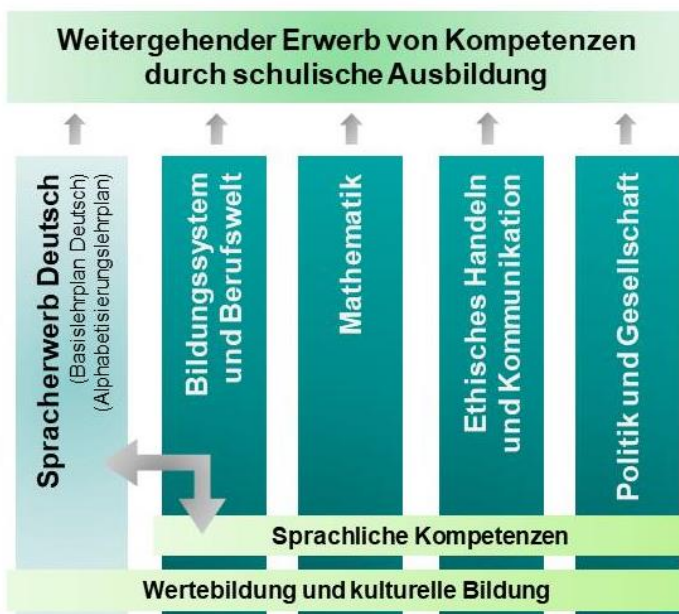 Weitergehender Erwerb von Kompetenzen
durch schulische Ausbildung
Spracherwerb Deutsch
(Basislehrplan Deutsch)
(Alphabetisierungslehrplan)
Bildungssystem
und Berufswelt
Mathematik
Ethisches Handeln
und Kommunikation
Politik und Gesellschaft
Sprachliche Kompetenzen
Wertebildung und kulturelle Bildung